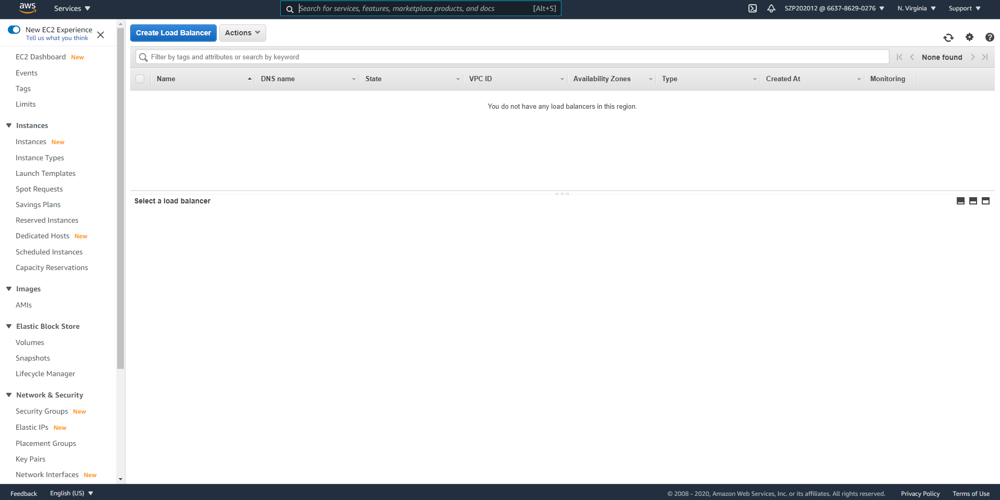 aws
Services
Search for services, features, marketplace products, and docs [Alt+S]
SZP202012 @ 6637-8629-0276
N. Virginia
Support
New EC2 Experience
Tell us what you think
EC2 Dashboard New
Events
Tags
Limits
Instances
Instances New
Instance Types
Launch Templates
Spot Requests
Savings Plans
Reserved Instances
Dedicated Hosts New
Scheduled Instances
Capacity Reservations
Images
AMIs
Elastic Block Store
Volumes
Snapshots
Lifecycle Manager
Network & Security
Security Groups New
Elastic IPs New
Placement Groups
Key Pairs
Network Interfaces New
Create Load Balancer
Actions
Filter by tags and attributes or search by keyword
None found
Name DNS name State VPC ID Availability Zones Type Created At Monitoring
You do not have any load balancers in this region.
Select a load balancer
Feedback
English (US)
© 2008 - 2020, Amazon Web Services, Inc. or its affiliates. All rights reserved.
Privacy Policy
Terms of Use